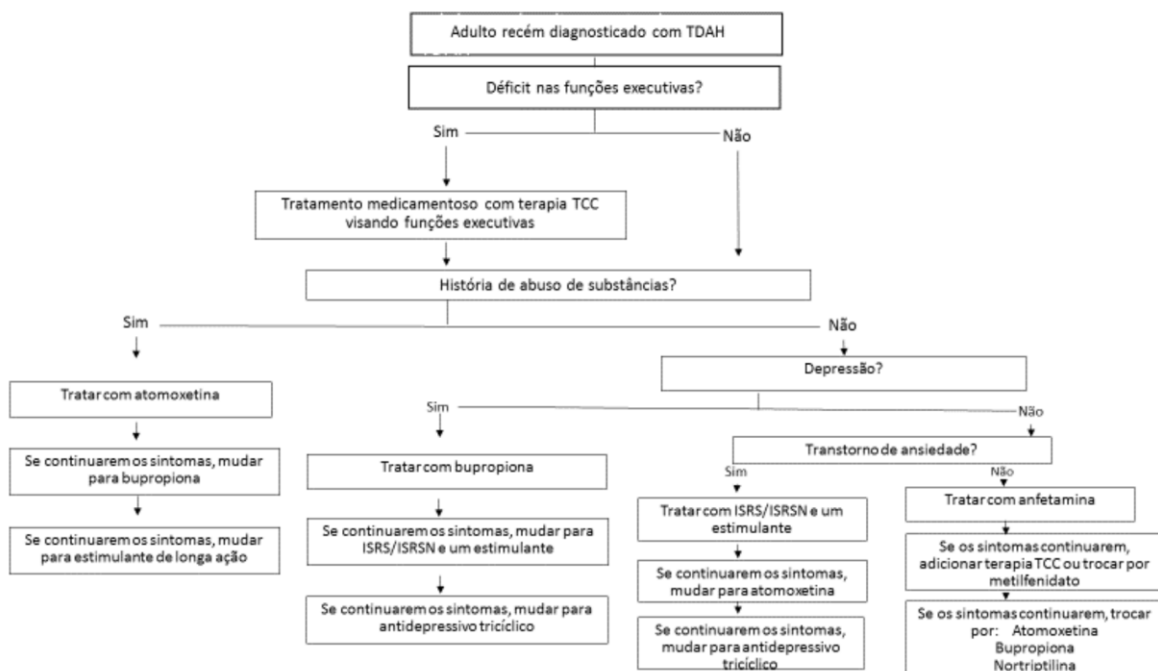 Adulto recém diagnosticado com TDAH
Déficit nas funções executivas?
Sim
Não
Tratamento medicamentoso com terapia TCC
visando funções executivas
História de abuso de substâncias?
Sim
Não
Depressão?
Tratar com atomoxetina
Sim
Não
Transtorno de ansiedade?
Se continuarem os sintomas, mudar
para bupropiona
Tratar com bupropiona
Sim
Não
Tratar com ISRS/ISRSN e um
estimulante
Tratar com anfetamina
Se continuarem os sintomas, mudar
para estimulante de longa ação
Se continuarem os sintomas, mudar para
ISRS/ISRSN e um estimulante
Se os sintomas continuarem,
adicionar terapia TCC ou trocar por
metilfenidato
Se continuarem os sintomas,
mudar para atomoxetina
Se continuarem os sintomas, mudar para
antidepressivo tricíclico
Se continuarem os sintomas,
mudar para antidepressivo
tricíclico
Se os sintomas continuarem, trocar
por: Atomoxetina
Bupropiona
Nortriptilina